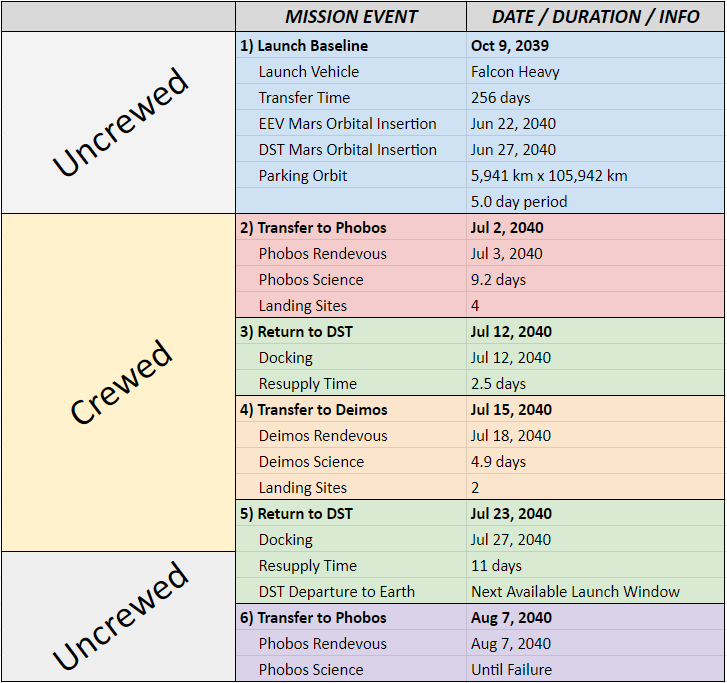 MISSION EVENT DATE / DURATION / INFO
Uncrewed
1) Launch Baseline Oct 9, 2039
Launch Vehicle Falcon Heavy
Transfer Time 256 days
EEV Mars Orbital Insertion Jun 22, 2040
DST Mars Orbital Insertion Jun 27, 2040
Parking Orbit 5,941 km x 105,942 km
5.0 day period
Crewed
2) Transfer to Phobos Jul 2, 2040
Phobos Rendevous Jul 3, 2040
Phobos Science 9.2 days
Landing Sites 4
3) Return to DST Jul 12, 2040
Docking Jul 12, 2040
Resupply Time 2.5 days
4) Transfer to Deimos Jul 15, 2040
Deimos Rendevous Jul 18, 2040
Deimos Science 4.9 days
Landing Sites 2
5) Return to DST Jul 23, 2040
Docking Jul 27, 2040
Uncrewed
Resupply Time 11 days
DST Departure to Earth Next Available Launch Window
6) Transfer to Phobos Aug 7, 2040
Phobos Rendevous Aug 7, 2040
Phobos Science Until Failure